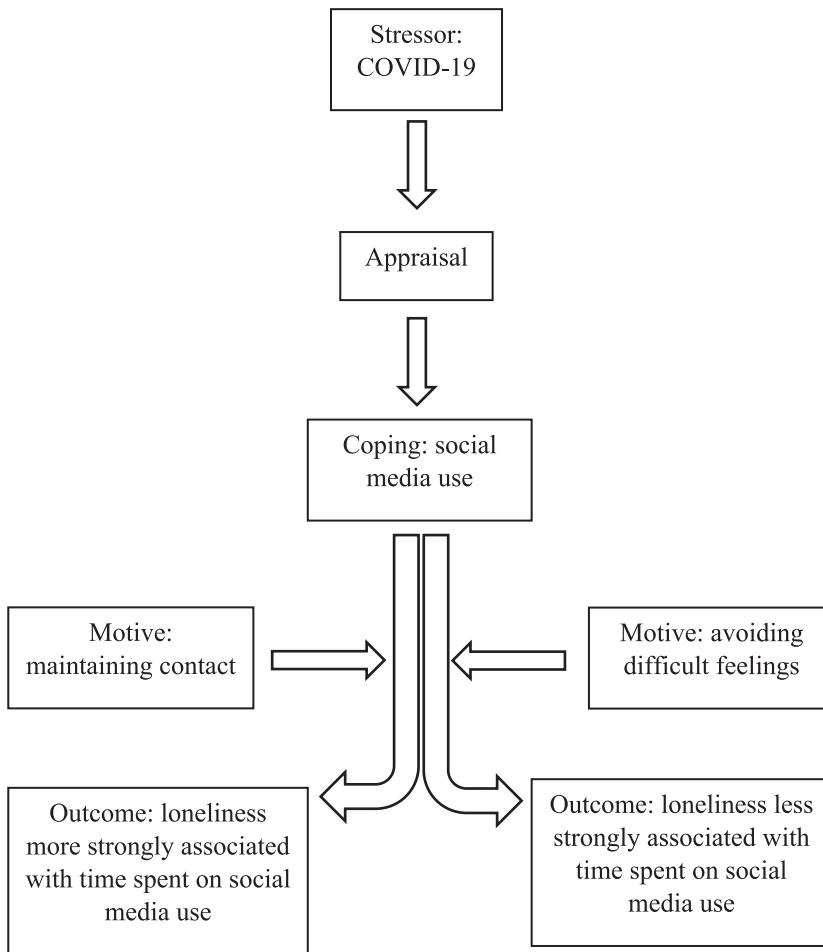 Stressor:
COVID-19
Appraisal
Coping: social
media use
Motive:
maintaining contact
Motive: avoiding
difficult feelings
Outcome: loneliness
more strongly associated
with time spent on social
media use
Outcome: loneliness less
strongly associated with
time spent on social
media use